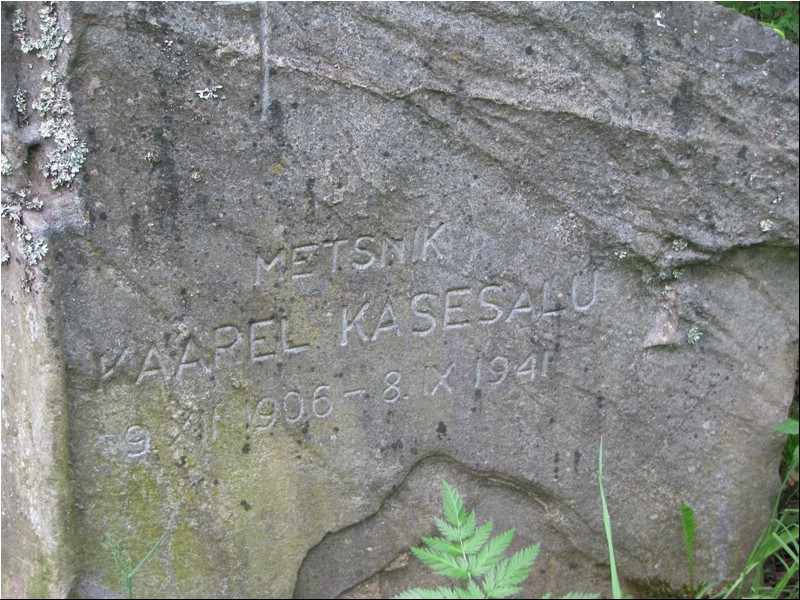 METSNIK
KAAREL KASESALU
9. XII 1906 – 8. IX 1941